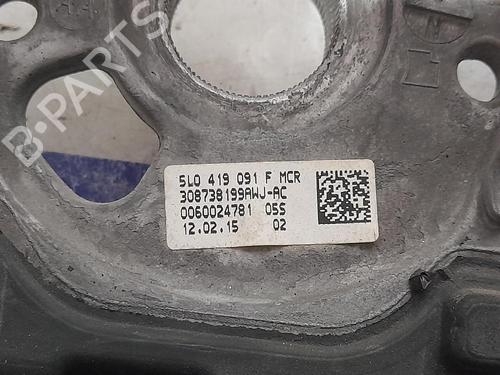 B-PARTS
5L0 419 091 F MCR
308738199AWJ-AC
0060024781 05S
12.02.15 02